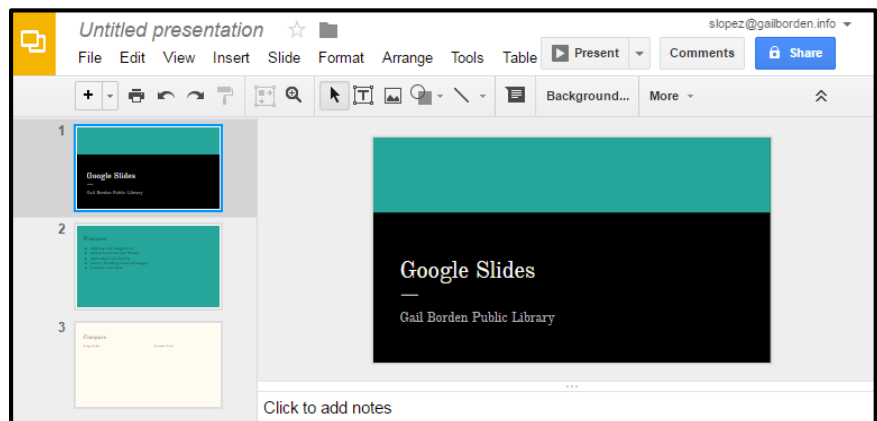 Untitled presentation
slopez@gailborden.info
File Edit View Insert Slide Format Arrange Tools Table
Present
Comments
Share
Background...
More
1
Google Slides
Gail Borden Public Library
2
Features
3
Compare
Google Slides
Gail Borden Public Library
Click to add notes